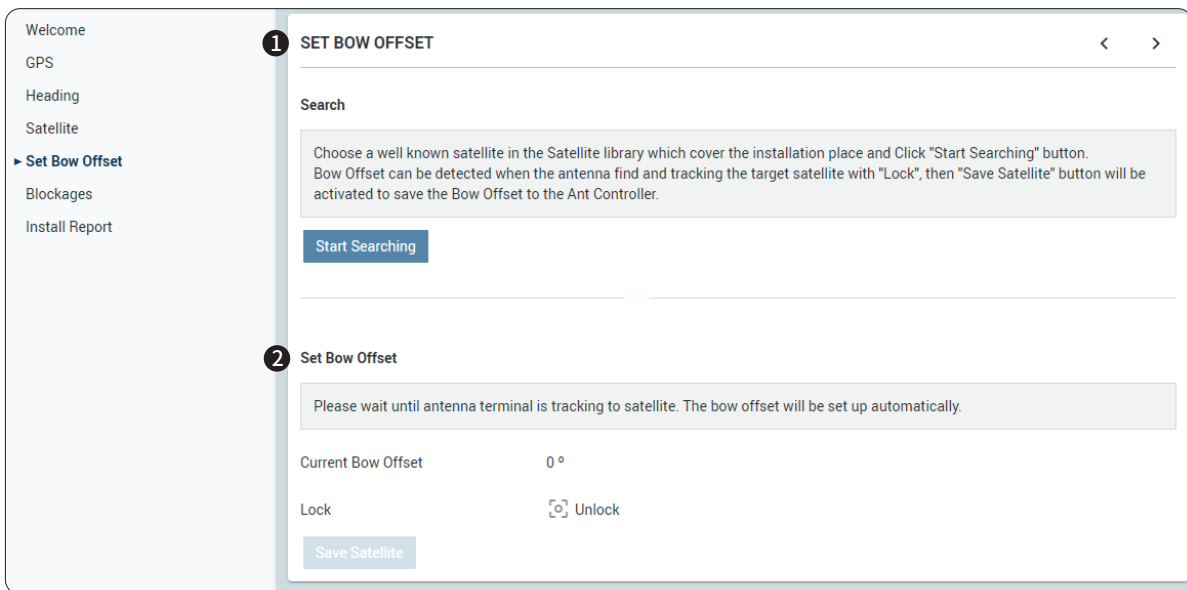 Welcome
GPS
Heading
Satellite
Set Bow Offset
Blockages
Install Report
1 SET BOW OFFSET
Search
Choose a well known satellite in the Satellite library which cover the installation place and Click "Start Searching" button.
Bow Offset can be detected when the antenna find and tracking the target satellite with "Lock", then "Save Satellite" button will be
activated to save the Bow Offset to the Ant Controller.
Start Searching
2 Set Bow Offset
Please wait until antenna terminal is tracking to satellite. The bow offset will be set up automatically.
Current Bow Offset 0 º
Lock Unlock
Save Satellite